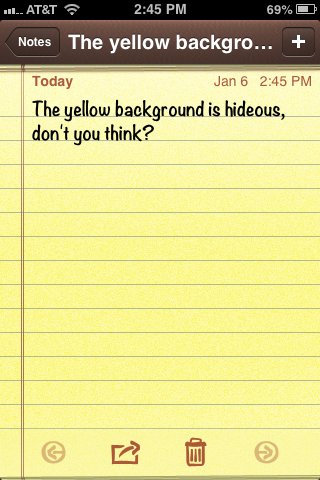 AT&T 2:45 PM 69%
Notes The yellow backgro... +
Today Jan 6 2:45 PM
The yellow background is hideous,
don't you think?